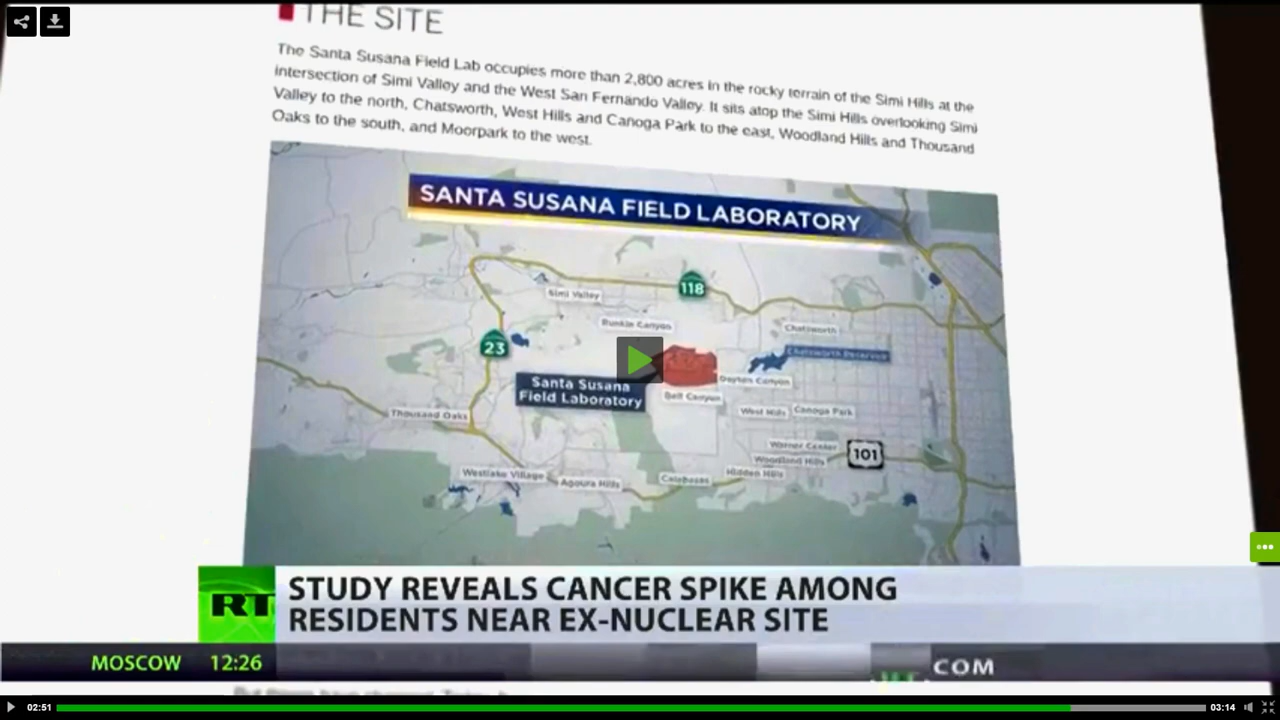 THE SITE
The Santa Susana Field Lab occupies more than 2,800 acres in the rocky terrain of the Simi Hills at the
intersection of Simi Valley and the West San Fernando Valley. It sits atop the Simi Hills overlooking Simi
Valley to the north, Chatsworth, West Hills and Canoga Park to the east, Woodland Hills and Thousand
Oaks to the south, and Moorpark to the west.
SANTA SUSANA FIELD LABORATORY
118
Simi Valley
Runkle Canyon
Chatsworth
23
Chatsworth Reservoir
Santa Susana
Field Laboratory
Dayton Canyon
Bell Canyon
West Hills
Canoga Park
Thousand Oaks
Warner Center
101
Woodland Hills
Westlake Village
Agoura Hills
Calabasas
Hidden Hills
RT
STUDY REVEALS CANCER SPIKE AMONG
RESIDENTS NEAR EX-NUCLEAR SITE
MOSCOW 12:26
COM
02:51
03:14